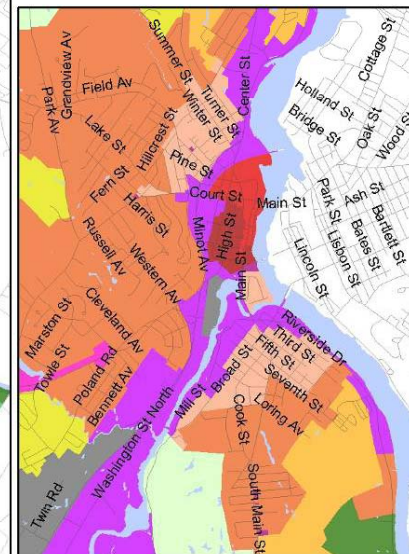 Cottage St
Summer St
Center St
Grandview Av
Field Av
Turner St
Winter St
Holland St
Park Av
Bridge St
Oak St
Wood St
Lake St
Hillcrest St
Pine St
Fern St
Court St
Main St
Ash St
Park St
Harris St
High St
Bartlett St
Bates St
Lisbon St
Minot Av
Russell Av
Western Av
Lincoln St
Main St
Cleveland Av
Marston St
Riverside Dr
Third St
Fifth St
Towle St
Poland Rd
Broad St
Seventh St
Bennett Av
Mill St
Loring Av
Washington St North
Cook St
Twin Rd
South Main St